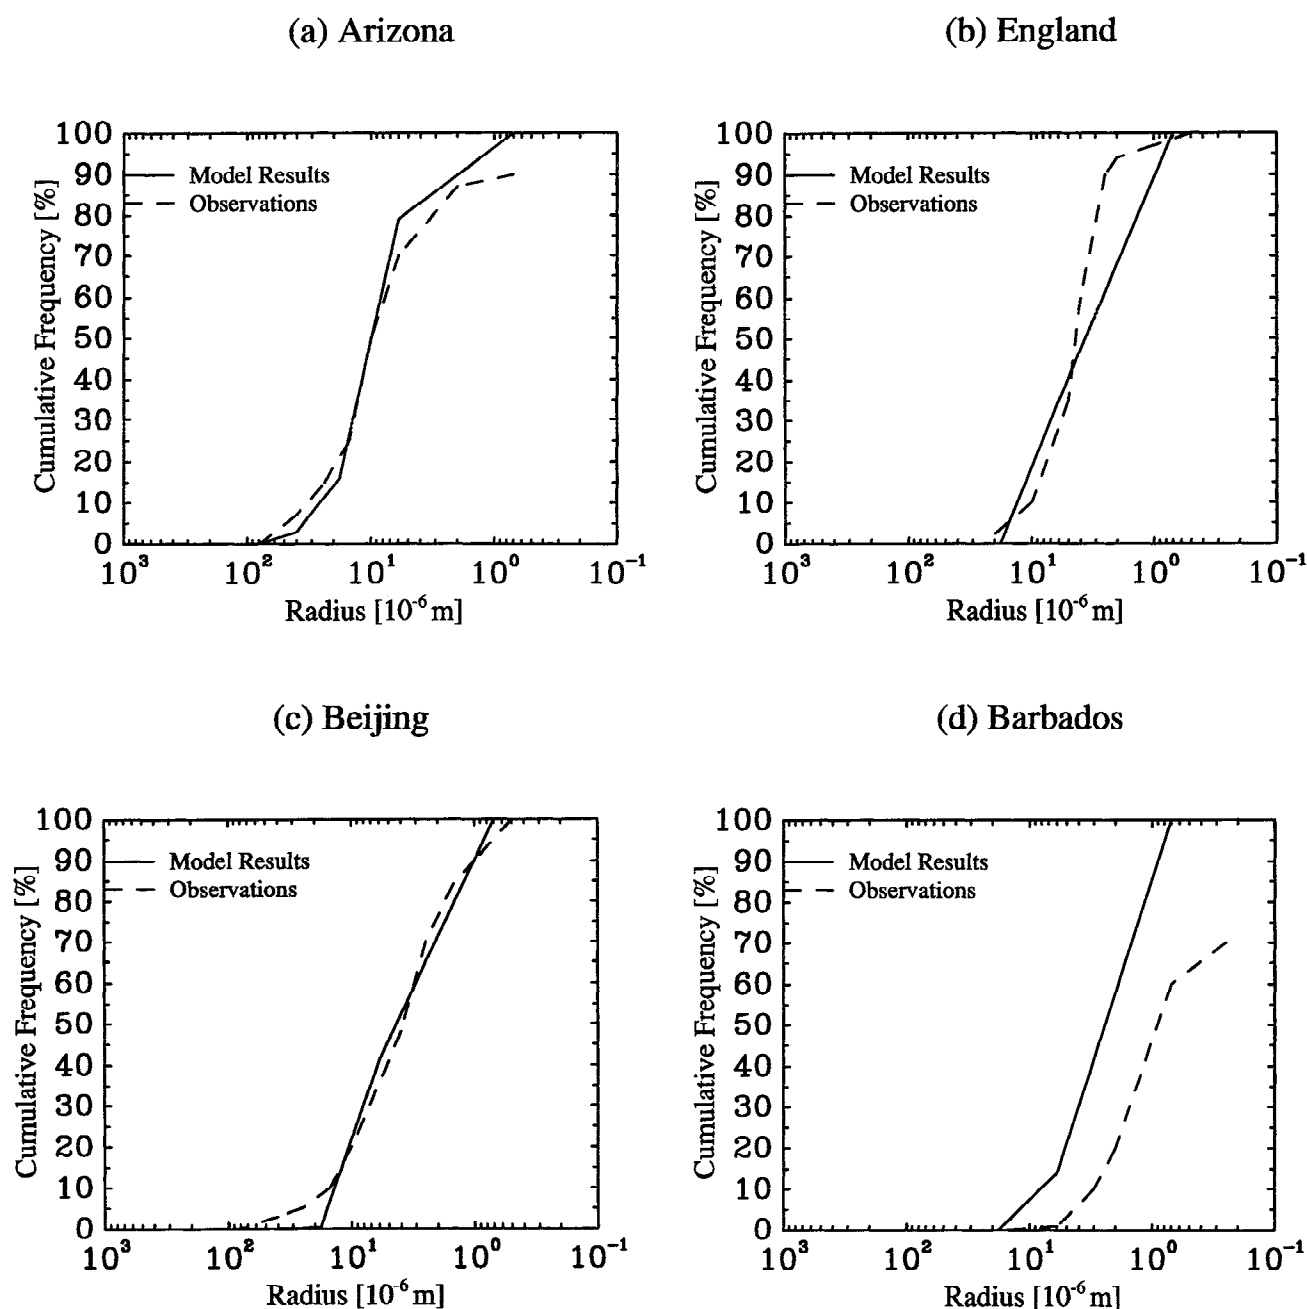 (a) Arizona
100
90
80
70
60
50
40
30
20
10
0
Cumulative Frequency [%]
Model Results
Observations
10³ 10² 10¹ 10⁰ 10⁻¹
Radius [10⁻⁶ m]
(b) England
100
90
80
70
60
50
40
30
20
10
0
Cumulative Frequency [%]
Model Results
Observations
10³ 10² 10¹ 10⁰ 10⁻¹
Radius [10⁻⁶ m]
(c) Beijing
100
90
80
70
60
50
40
30
20
10
0
Cumulative Frequency [%]
Model Results
Observations
10³ 10² 10¹ 10⁰ 10⁻¹
Radius [10⁻⁶ m]
(d) Barbados
100
90
80
70
60
50
40
30
20
10
0
Cumulative Frequency [%]
Model Results
Observations
10³ 10² 10¹ 10⁰ 10⁻¹
Radius [10⁻⁶ m]